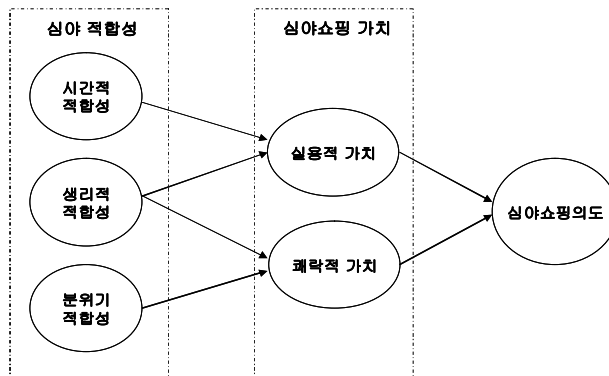 심야 적합성
심야쇼핑 가치
시간적
적합성
실용적 가치
생리적
적합성
심야쇼핑의도
쾌락적 가치
분위기
적합성